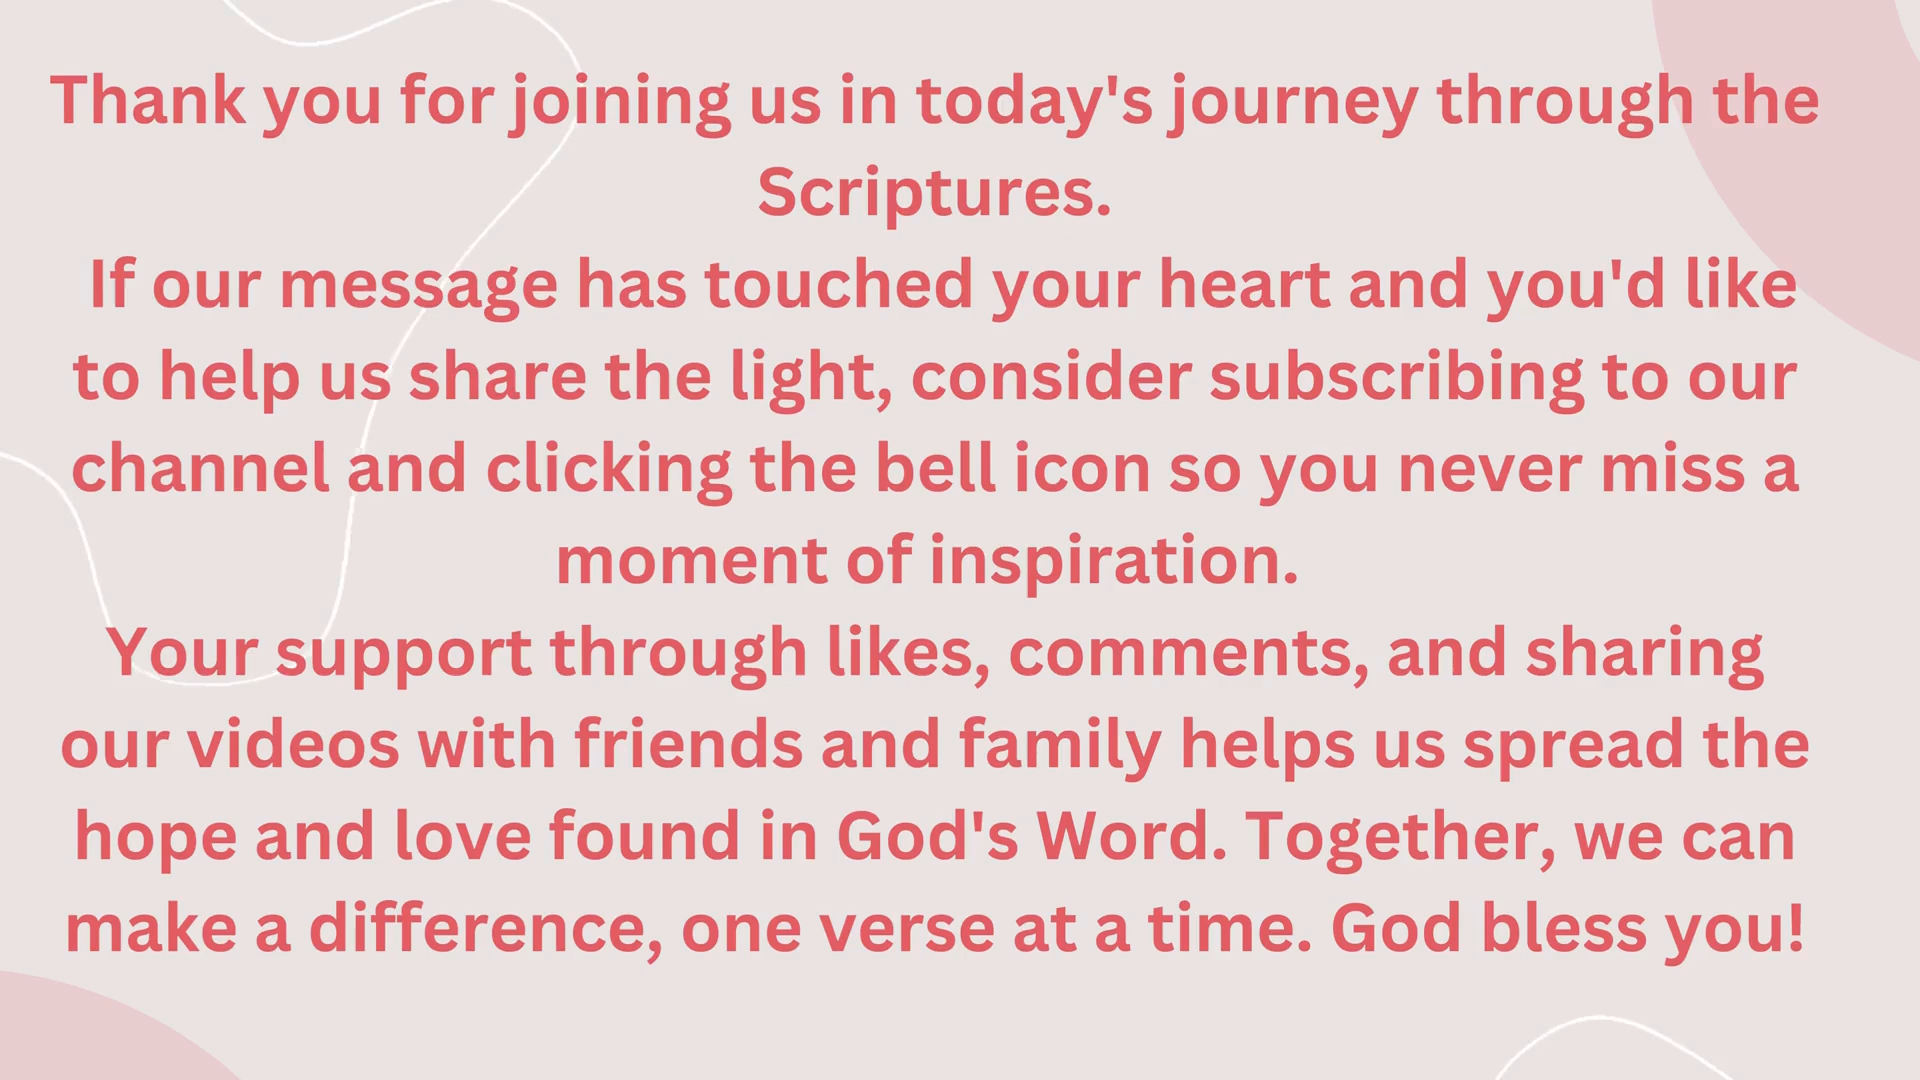 Thank you for joining us in today's journey through the
Scriptures.
If our message has touched your heart and you'd like
to help us share the light, consider subscribing to our
channel and clicking the bell icon so you never miss a
moment of inspiration.
Your support through likes, comments, and sharing
our videos with friends and family helps us spread the
hope and love found in God's Word. Together, we can
make a difference, one verse at a time. God bless you!